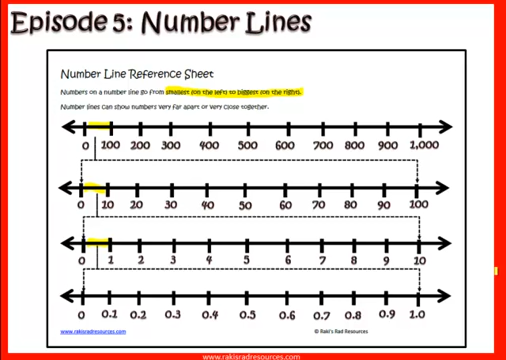 Episode 5: Number Lines
Number Line Reference Sheet
Numbers on a number line go from smallest (on the left) to biggest (on the right).
Number lines can show numbers very far apart or very close together.
0 100 200 300 400 500 600 700 800 900 1,000
0 10 20 30 40 50 60 70 80 90 100
0 1 2 3 4 5 6 7 8 9 10
0 0.1 0.2 0.3 0.4 0.5 0.6 0.7 0.8 0.9 1.0
www.rakisradresources.com © Raki's Rad Resources
www.rakisradresources.com